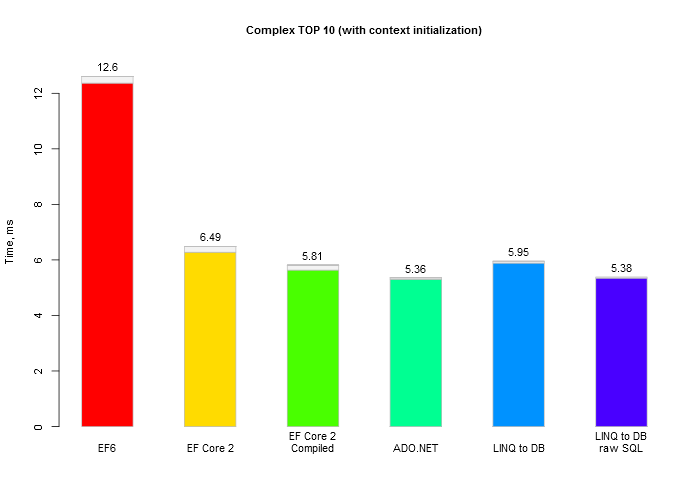 Complex TOP 10 (with context initialization)
Time, ms
12
10
8
6
4
2
0
12.6
6.49
5.81
5.36
5.95
5.38
EF6
EF Core 2
EF Core 2
Compiled
ADO.NET
LINQ to DB
LINQ to DB
raw SQL